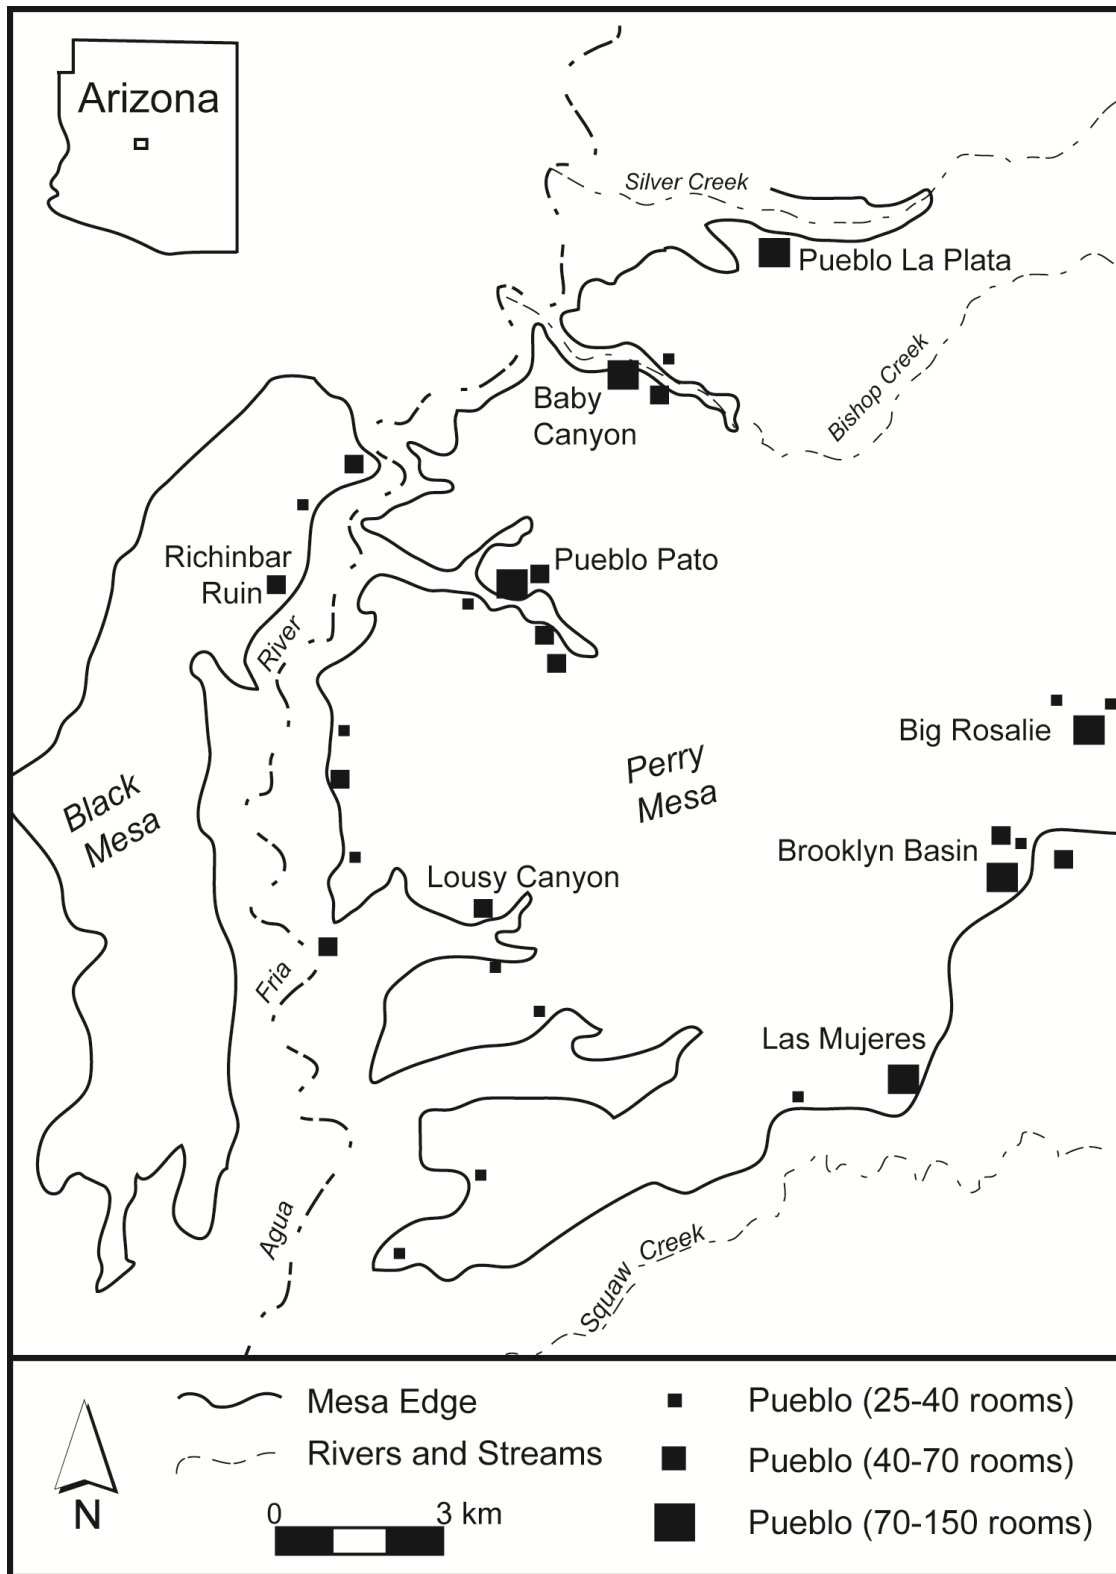 Arizona
Silver Creek
Pueblo La Plata
Bishop Creek
Baby
Canyon
Richinbar
Ruin
Pueblo Pato
River
Big Rosalie
Perry
Mesa
Black
Mesa
Brooklyn Basin
Lousy Canyon
Fria
Las Mujeres
Agua
Squaw Creek
Mesa Edge
Rivers and Streams
N
0 3 km
Pueblo (25-40 rooms)
Pueblo (40-70 rooms)
Pueblo (70-150 rooms)